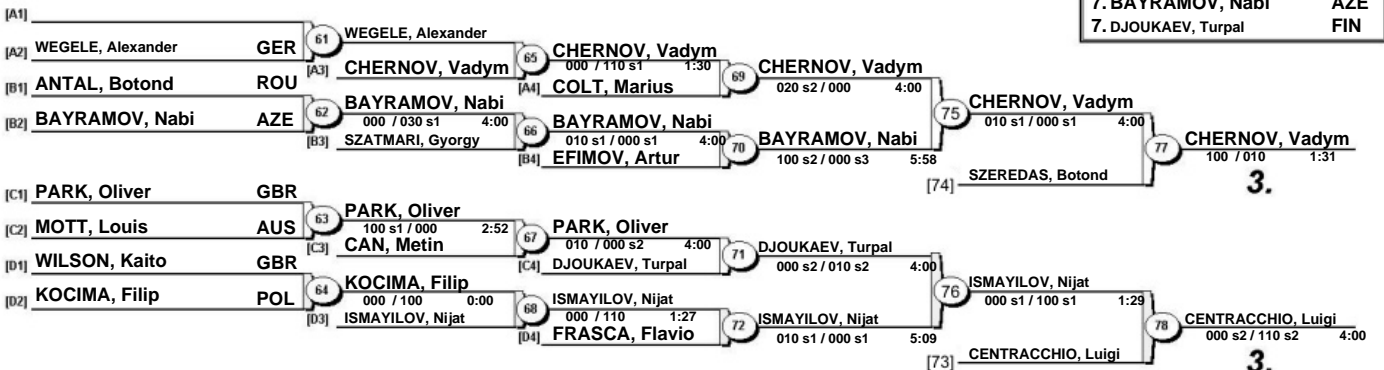 7. BAYRAMOV, Nabi AZE
7. DJOUKAEV, Turpal FIN
[A1]
[A2] WEGELE, Alexander GER
61
WEGELE, Alexander
[A3] CHERNOV, Vadym
65
CHERNOV, Vadym
000 / 110 s1 1:30
[A4] COLT, Marius
69
CHERNOV, Vadym
020 s2 / 000 4:00
[B1] ANTAL, Botond ROU
[B2] BAYRAMOV, Nabi AZE
62
BAYRAMOV, Nabi
000 / 030 s1 4:00
[B3] SZATMARI, Gyorgy
66
BAYRAMOV, Nabi
010 s1 / 000 s1 4:00
[B4] EFIMOV, Artur
70
BAYRAMOV, Nabi
100 s2 / 000 s3 5:58
75
CHERNOV, Vadym
010 s1 / 000 s1 4:00
[74] SZEREDAS, Botond
77
CHERNOV, Vadym
100 / 010 1:31
3.
[C1] PARK, Oliver GBR
[C2] MOTT, Louis AUS
63
PARK, Oliver
100 s1 / 000 2:52
[C3] CAN, Metin
67
PARK, Oliver
010 / 000 s2 4:00
[C4] DJOUKAEV, Turpal
71
DJOUKAEV, Turpal
000 s2 / 010 s2 4:00
[D1] WILSON, Kaito GBR
[D2] KOCIMA, Filip POL
64
KOCIMA, Filip
000 / 100 0:00
[D3] ISMAYILOV, Nijat
68
ISMAYILOV, Nijat
000 / 110 1:27
[D4] FRASCA, Flavio
72
ISMAYILOV, Nijat
010 s1 / 000 s1 5:09
76
ISMAYILOV, Nijat
000 s1 / 100 s1 1:29
[73] CENTRACCHIO, Luigi
78
CENTRACCHIO, Luigi
000 s2 / 110 s2 4:00
3.